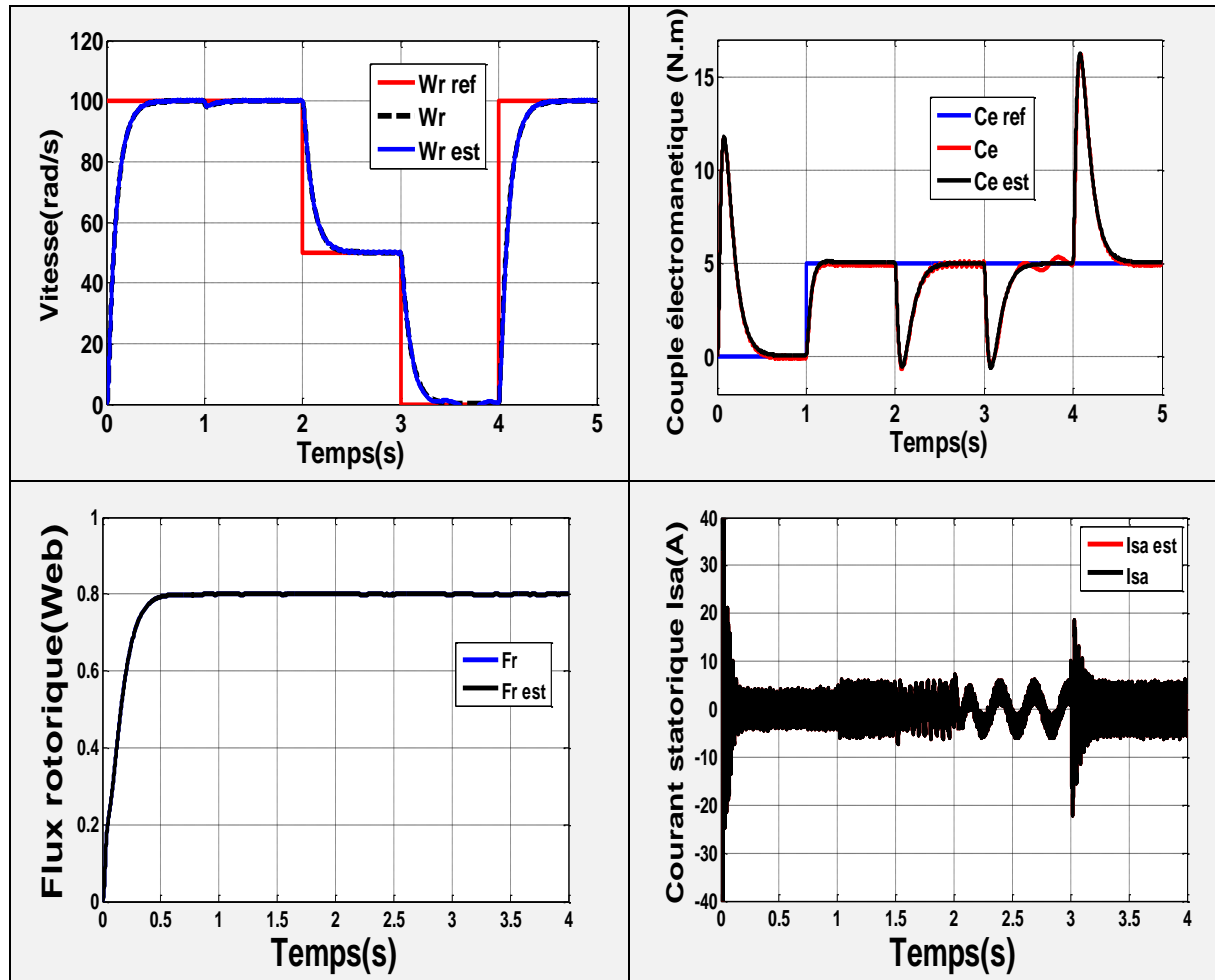 Vitesse(rad/s)
120
100
80
60
40
20
0
Wr ref
Wr
Wr est
0 1 2 3 4 5
Temps(s)
Couple électromanetique (N.m)
15
10
5
0
Ce ref
Ce
Ce est
0 1 2 3 4 5
Temps(s)
Flux rotorique(Web)
1
0.8
0.6
0.4
0.2
0
Fr
Fr est
0 0.5 1 1.5 2 2.5 3 3.5 4
Temps(s)
Courant statorique Isa(A)
40
30
20
10
0
-10
-20
-30
-40
Isa est
Isa
0 0.5 1 1.5 2 2.5 3 3.5 4
Temps(s)